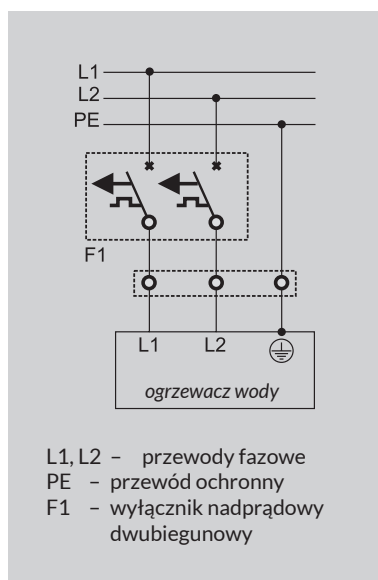 L1
L2
PE
F1
L1 L2
ogrzewacz wody
L1, L2 – przewody fazowe
PE – przewód ochronny
F1 – wyłącznik nadprądowy
dwubiegunowy